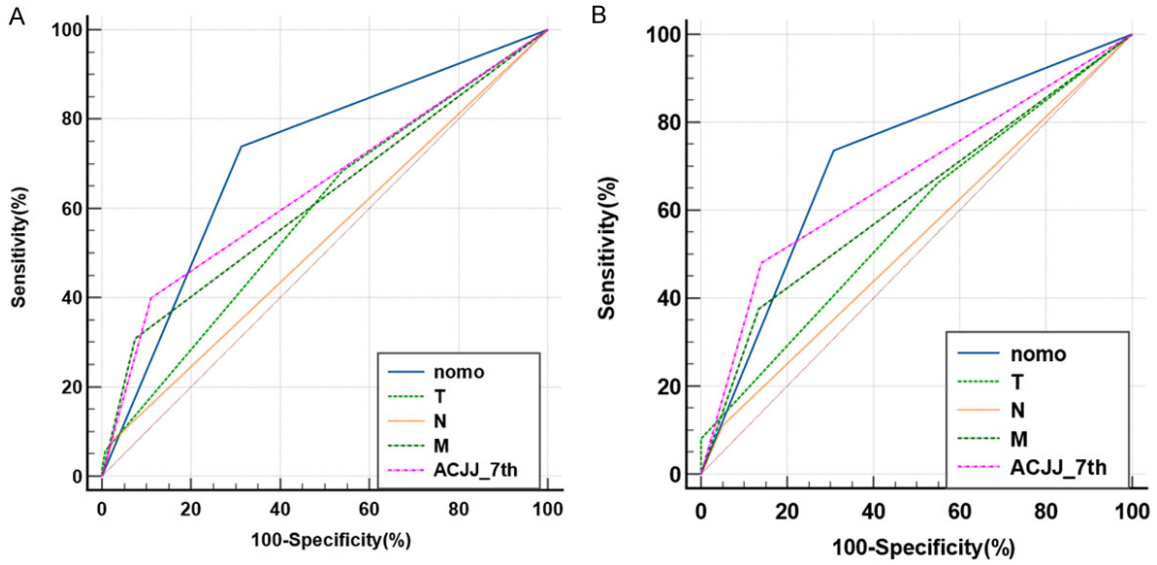 A
100
80
60
40
20
0
Sensitivity(%)
0 20 40 60 80 100
100-Specificity(%)
nomo
T
N
M
ACJJ_7th
B
100
80
60
40
20
0
Sensitivity(%)
0 20 40 60 80 100
100-Specificity(%)
nomo
T
N
M
ACJJ_7th